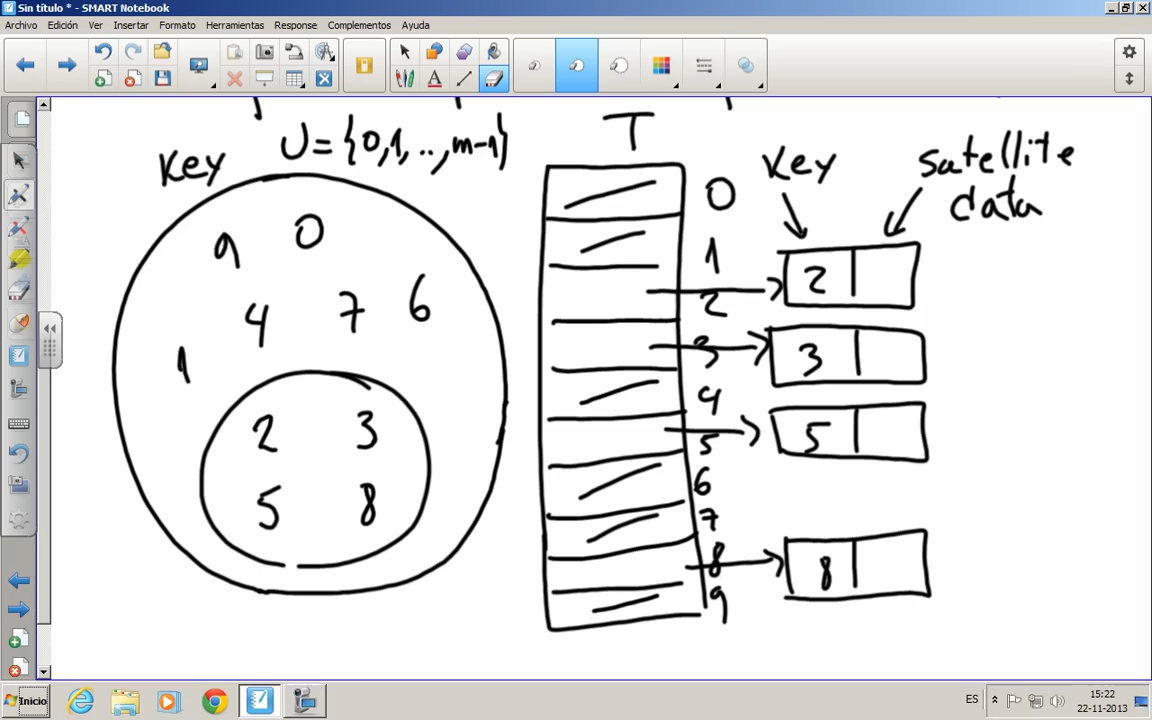 Sin título * - SMART Notebook
Archivo Edición Ver Insertar Formato Herramientas Response Complementos Ayuda
U = {0,1,..,m-1}
T
Key
Key
satellite
data
9 0
4 7 6
1
2 3
5 8
0
1
2
3
4
5
6
7
8
9
2
3
5
8
Inicio
ES
15:22
22-11-2013